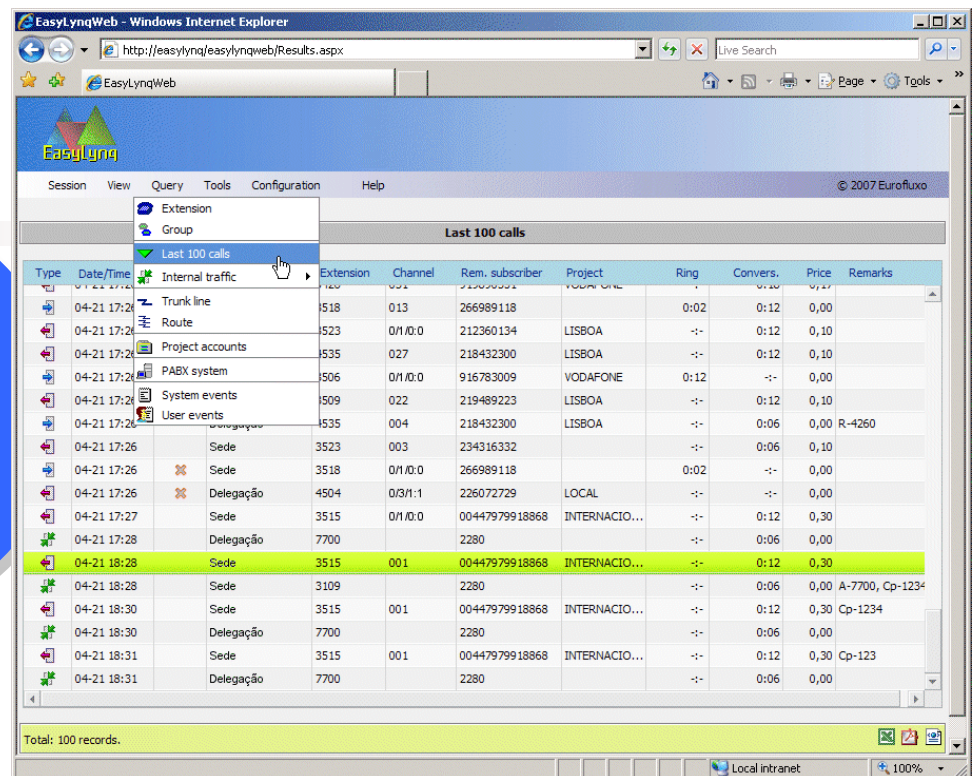 EasyLynqWeb - Windows Internet Explorer
http://easylynq/easylynqweb/Results.aspx
Live Search
EasyLynqWeb
Page
Tools
EasyLynq
Session View Query Tools Configuration Help © 2007 Eurofluxo
Extension
Group
Last 100 calls
Last 100 calls
Internal traffic
Trunk line
Route
Project accounts
PABX system
System events
User events
Type Date/Time Extension Channel Rem. subscriber Project Ring Convers. Price Remarks
04-21 17:26 3518 013 266989118 0:02 0:12 0,00
04-21 17:26 3523 0/1/0:0 212360134 LISBOA -:- 0:12 0,10
04-21 17:26 4535 027 218432300 LISBOA -:- 0:12 0,10
04-21 17:26 3506 0/1/0:0 916783009 VODAFONE 0:12 -:- 0,00
04-21 17:26 3509 022 219489223 LISBOA -:- 0:12 0,10
04-21 17:26 Delegação 4535 004 218432300 LISBOA -:- 0:06 0,00 R-4260
04-21 17:26 Sede 3523 003 234316332 -:- 0:06 0,10
04-21 17:26 Sede 3518 0/1/0:0 266989118 0:02 -:- 0,00
04-21 17:26 Delegação 4504 0/3/1:1 226072729 LOCAL -:- -:- 0,00
04-21 17:27 Sede 3515 0/1/0:0 00447979918868 INTERNACIO... -:- 0:12 0,30
04-21 17:28 Delegação 7700 2280 -:- 0:06 0,00
04-21 18:28 Sede 3515 001 00447979918868 INTERNACIO... -:- 0:12 0,30
04-21 18:28 Sede 3109 2280 -:- 0:06 0,00 A-7700, Cp-1234
04-21 18:30 Sede 3515 001 00447979918868 INTERNACIO... -:- 0:12 0,30 Cp-1234
04-21 18:30 Delegação 7700 2280 -:- 0:06 0,00
04-21 18:31 Sede 3515 001 00447979918868 INTERNACIO... -:- 0:12 0,30 Cp-123
04-21 18:31 Delegação 7700 2280 -:- 0:06 0,00
Total: 100 records.
Local intranet 100%